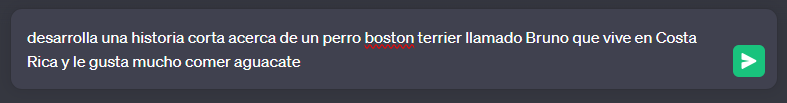 desarrolla una historia corta acerca de un perro boston terrier llamado Bruno que vive en Costa
Rica y le gusta mucho comer aguacate